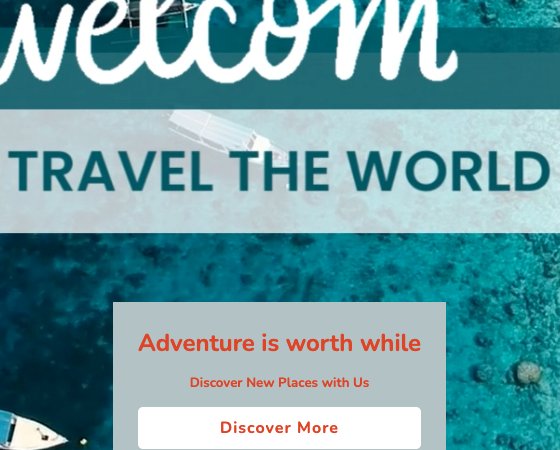 welcom
TRAVEL THE WORLD
Adventure is worth while
Discover New Places with Us
Discover More